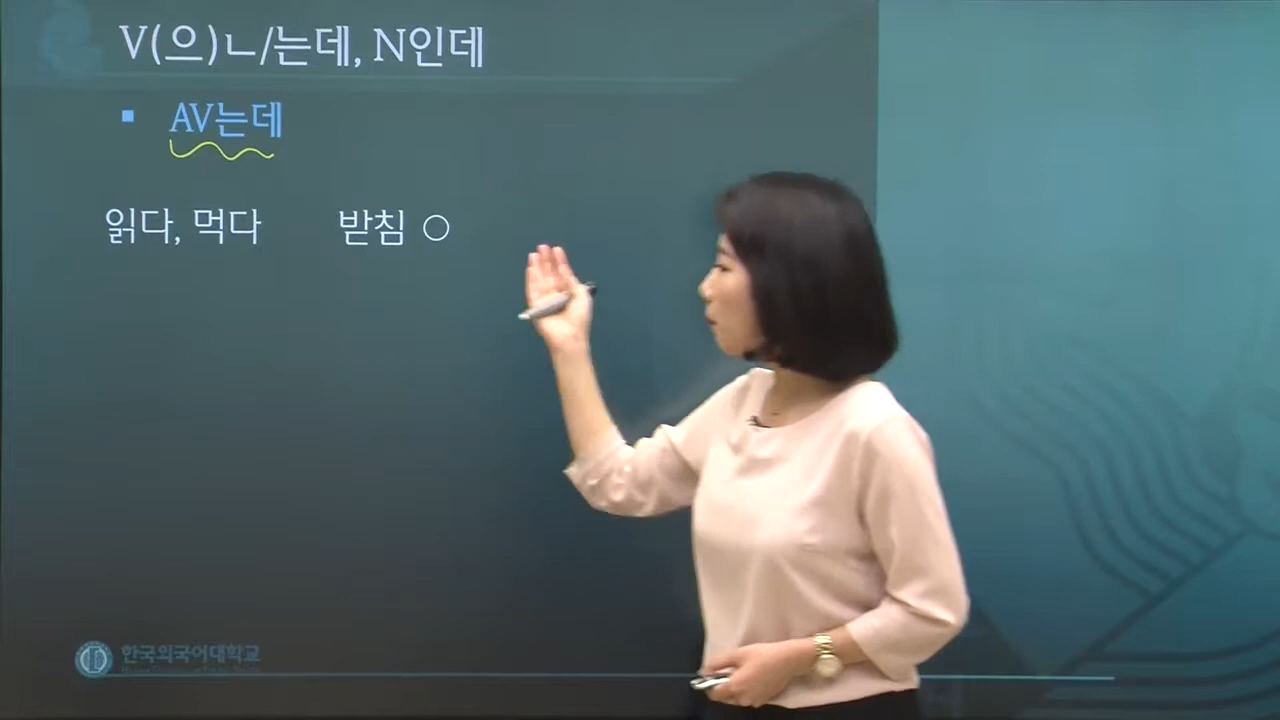 V(으)ㄴ/는데, N인데
▪ AV는데
읽다, 먹다 받침 ○
한국외국어대학교